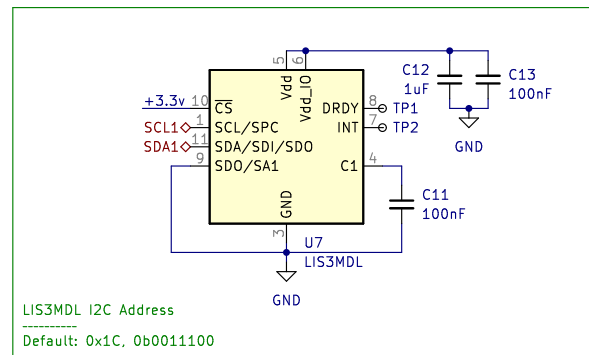 5
6
Vdd
Vdd_IO
C12
1uF
C13
100nF
GND
+3.3v
10
CS
DRDY
8
TP1
SCL1
1
SCL/SPC
INT
7
TP2
SDA1
11
SDA/SDI/SDO
9
SDO/SA1
C1
4
C11
100nF
GND
3
U7
LIS3MDL
GND
LIS3MDL I2C Address
----------
Default: 0x1C, 0b0011100